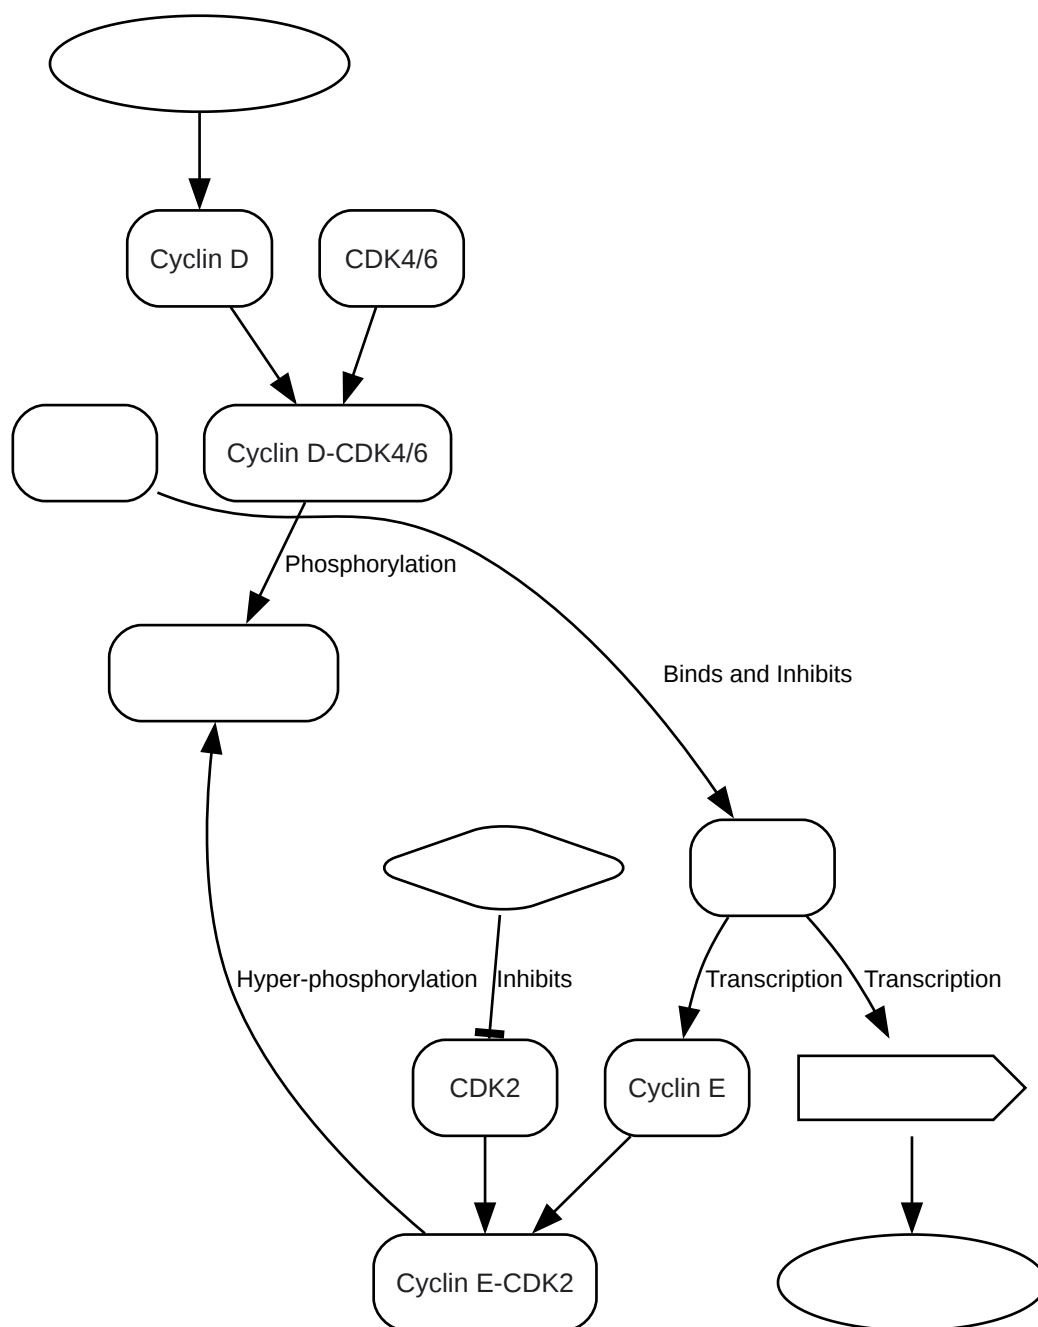 Cyclin D
CDK4/6
Cyclin D-CDK4/6
Phosphorylation
Binds and Inhibits
Hyper-phosphorylation
Inhibits
Transcription
Transcription
CDK2
Cyclin E
Cyclin E-CDK2